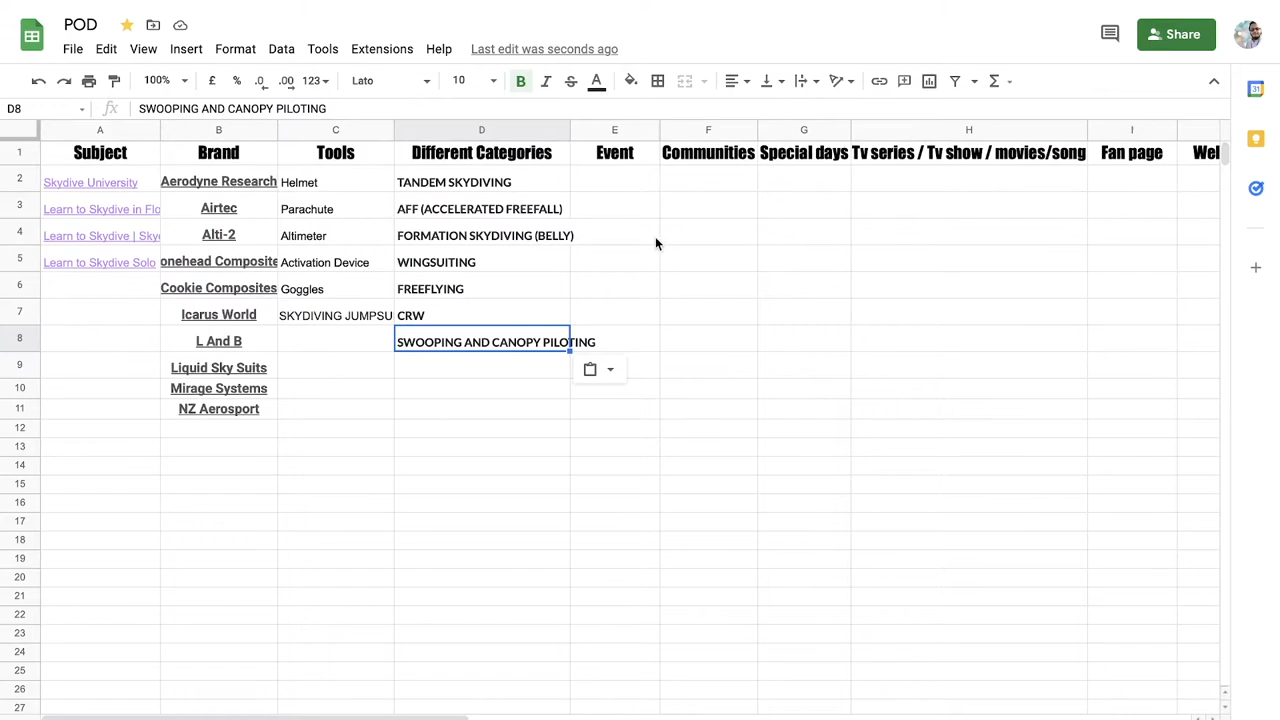 POD
File Edit View Insert Format Data Tools Extensions Help Last edit was seconds ago
Share
100% £ % .0 .00 123 Lato 10 B I S A Σ
D8 fx SWOOPING AND CANOPY PILOTING
A B C D E F G H I
1 Subject Brand Tools Different Categories Event Communities Special days Tv series / Tv show / movies/song Fan page Wel
2 Skydive University Aerodyne Research Helmet TANDEM SKYDIVING
3 Learn to Skydive in Flo Airtec Parachute AFF (ACCELERATED FREEFALL)
4 Learn to Skydive | Skyd Alti-2 Altimeter FORMATION SKYDIVING (BELLY)
5 Learn to Skydive Solo onehead Composite Activation Device WINGSUITING
6 Cookie Composites Goggles FREEFLYING
7 Icarus World SKYDIVING JUMPSU CRW
8 L And B SWOOPING AND CANOPY PILOTING
9 Liquid Sky Suits
10 Mirage Systems
11 NZ Aerosport
12
13
14
15
16
17
18
19
20
21
22
23
24
25
26
27
31